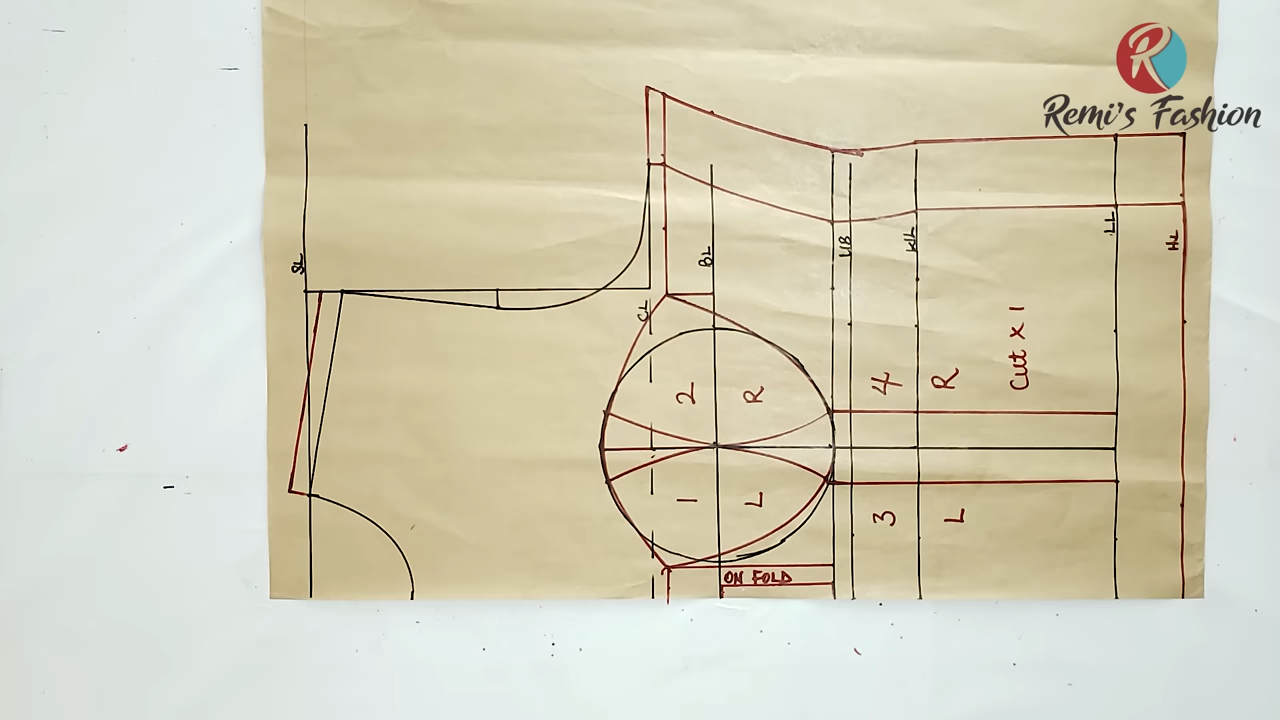 R
Remi's Fashion
SL
CL
BL
UB
WL
LL
HL
2
R
4
R
Cut x 1
1
L
3
L
ON FOLD